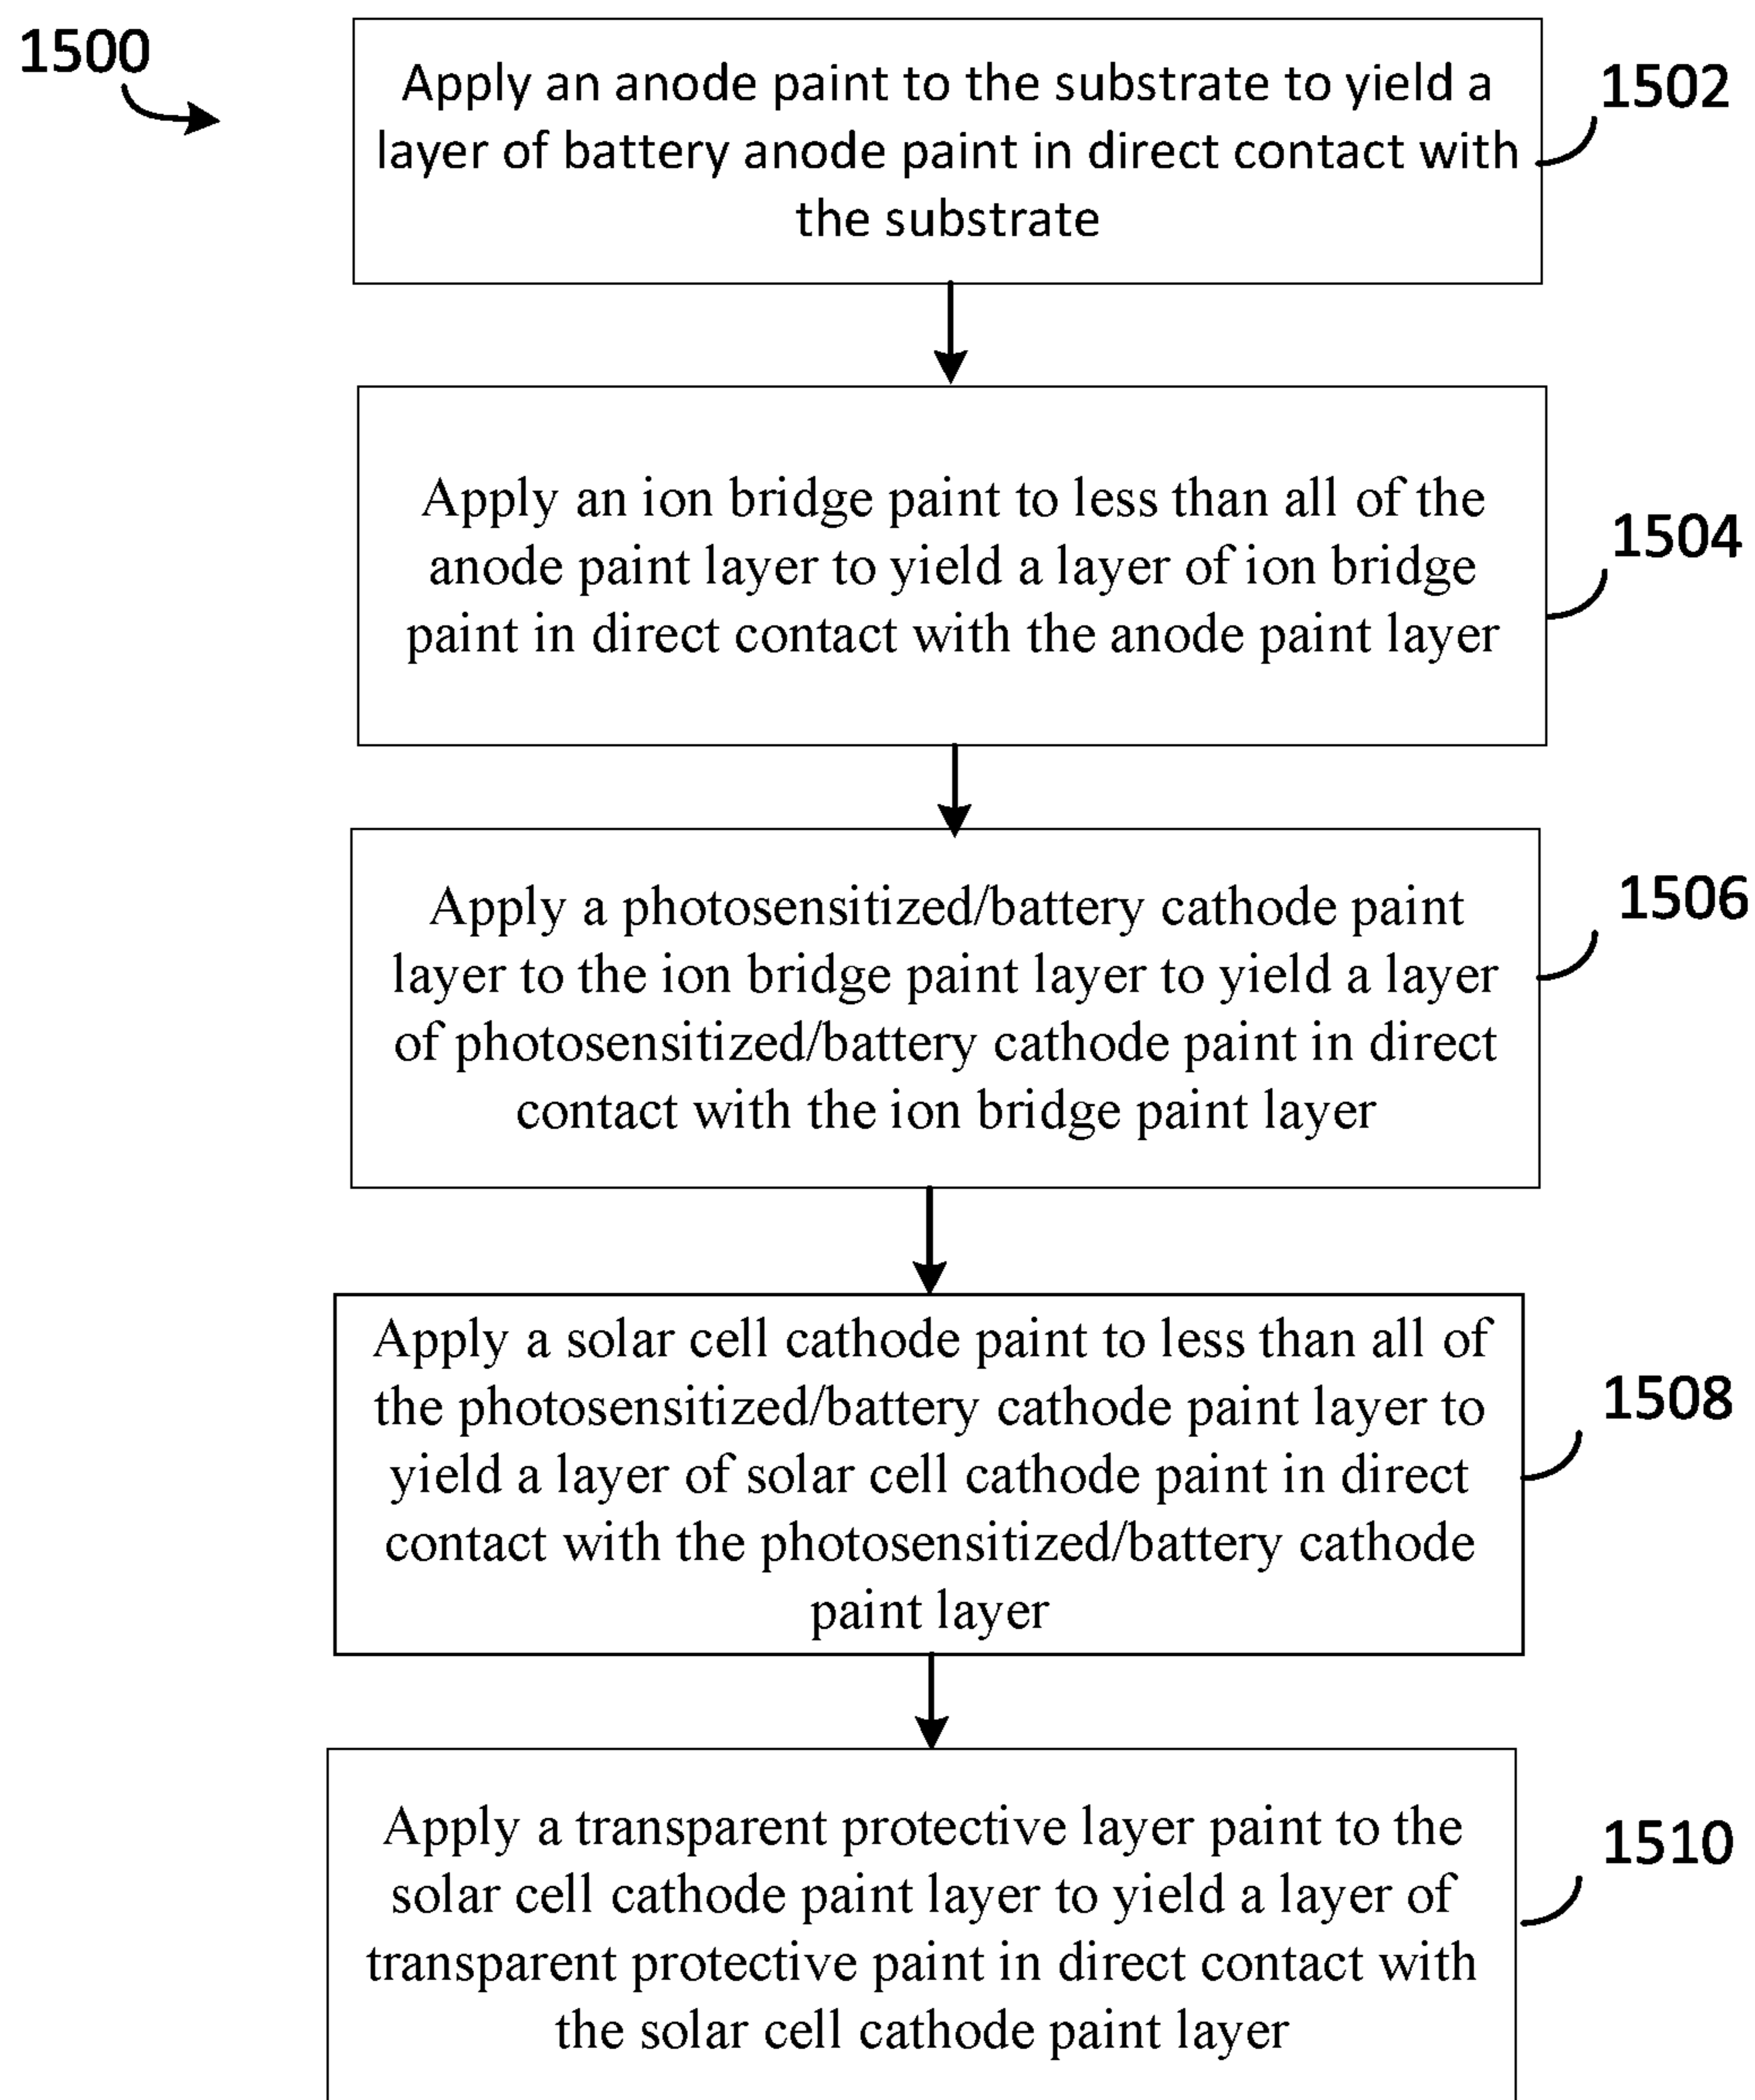 1500
Apply an anode paint to the substrate to yield a
layer of battery anode paint in direct contact with
the substrate
1502
Apply an ion bridge paint to less than all of the
anode paint layer to yield a layer of ion bridge
paint in direct contact with the anode paint layer
1504
Apply a photosensitized/battery cathode paint
layer to the ion bridge paint layer to yield a layer
of photosensitized/battery cathode paint in direct
contact with the ion bridge paint layer
1506
Apply a solar cell cathode paint to less than all of
the photosensitized/battery cathode paint layer to
yield a layer of solar cell cathode paint in direct
contact with the photosensitized/battery cathode
paint layer
1508
Apply a transparent protective layer paint to the
solar cell cathode paint layer to yield a layer of
transparent protective paint in direct contact with
the solar cell cathode paint layer
1510